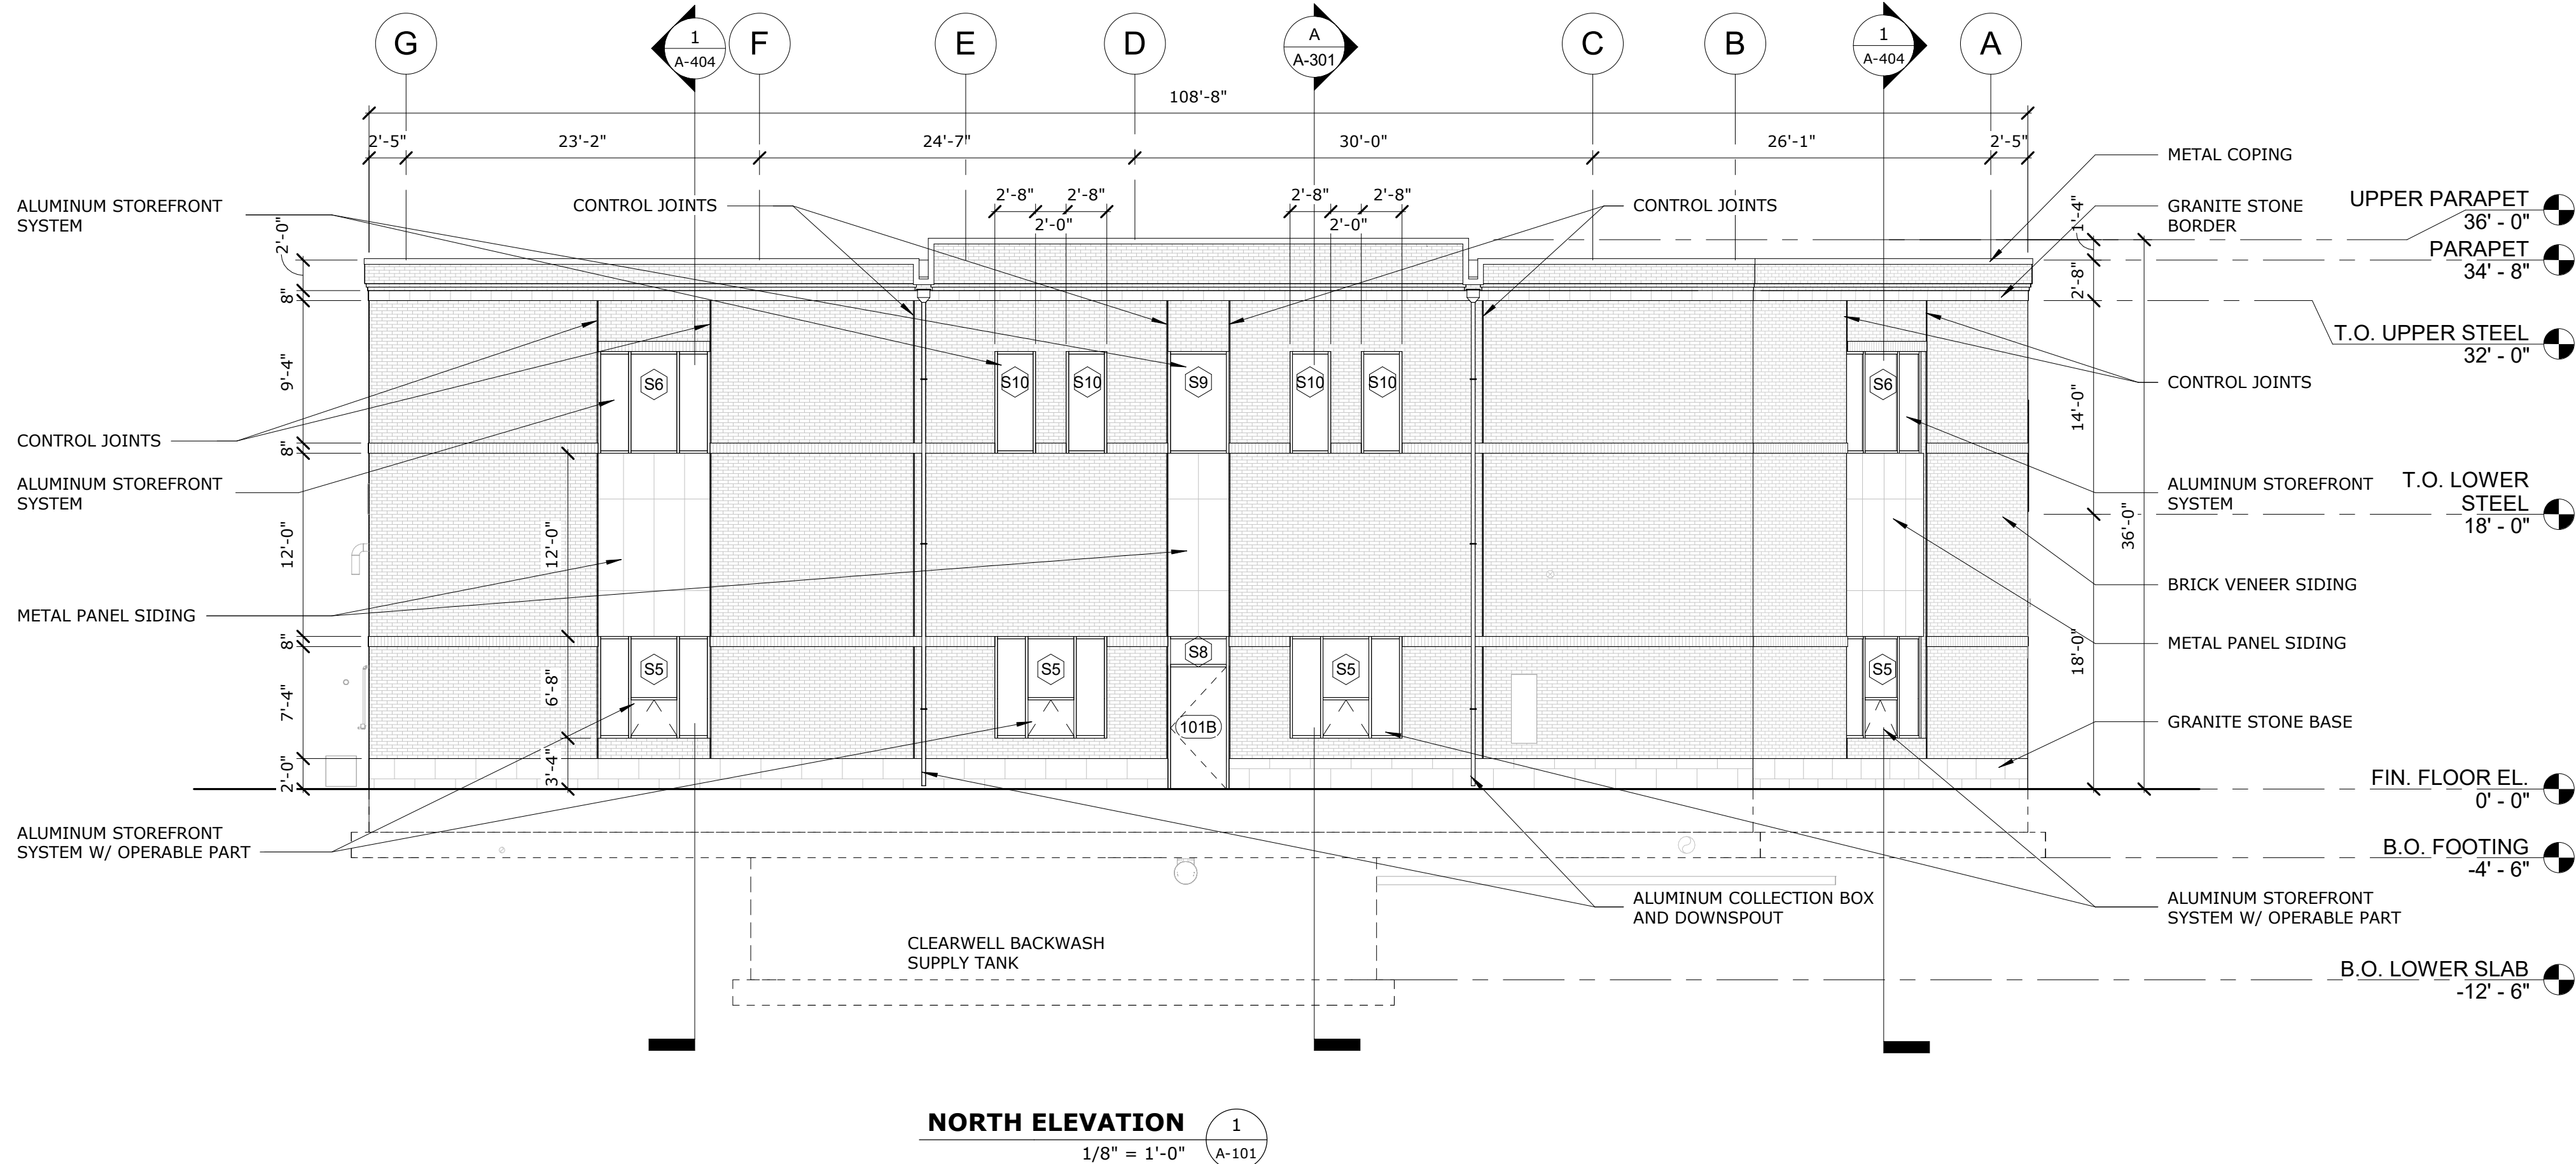 G
1
A-404
F
E
D
A
A-301
C
B
1
A-404
A
108'-8"
2'-5"
23'-2"
24'-7"
30'-0"
26'-1"
2'-5"
METAL COPING
ALUMINUM STOREFRONT
SYSTEM
CONTROL JOINTS
2'-8"
2'-8"
2'-0"
2'-8"
2'-8"
2'-0"
CONTROL JOINTS
GRANITE STONE
BORDER
UPPER PARAPET
36' - 0"
PARAPET
34' - 8"
T.O. UPPER STEEL
32' - 0"
2'-0"
8"
9'-4"
8"
12'-0"
8"
7'-4"
2'-0"
1'-4"
2'-8"
14'-0"
18'-0"
36'-0"
S6
S10
S10
S9
S10
S10
S6
CONTROL JOINTS
CONTROL JOINTS
ALUMINUM STOREFRONT
SYSTEM
ALUMINUM STOREFRONT
SYSTEM
T.O. LOWER
STEEL
18' - 0"
12'-0"
6'-8"
3'-4"
BRICK VENEER SIDING
METAL PANEL SIDING
METAL PANEL SIDING
S5
S5
S8
S5
S5
101B
GRANITE STONE BASE
FIN. FLOOR EL.
0' - 0"
ALUMINUM STOREFRONT
SYSTEM W/ OPERABLE PART
B.O. FOOTING
-4' - 6"
ALUMINUM COLLECTION BOX
AND DOWNSPOUT
ALUMINUM STOREFRONT
SYSTEM W/ OPERABLE PART
CLEARWELL BACKWASH
SUPPLY TANK
B.O. LOWER SLAB
-12' - 6"
NORTH ELEVATION
1/8" = 1'-0"
1
A-101